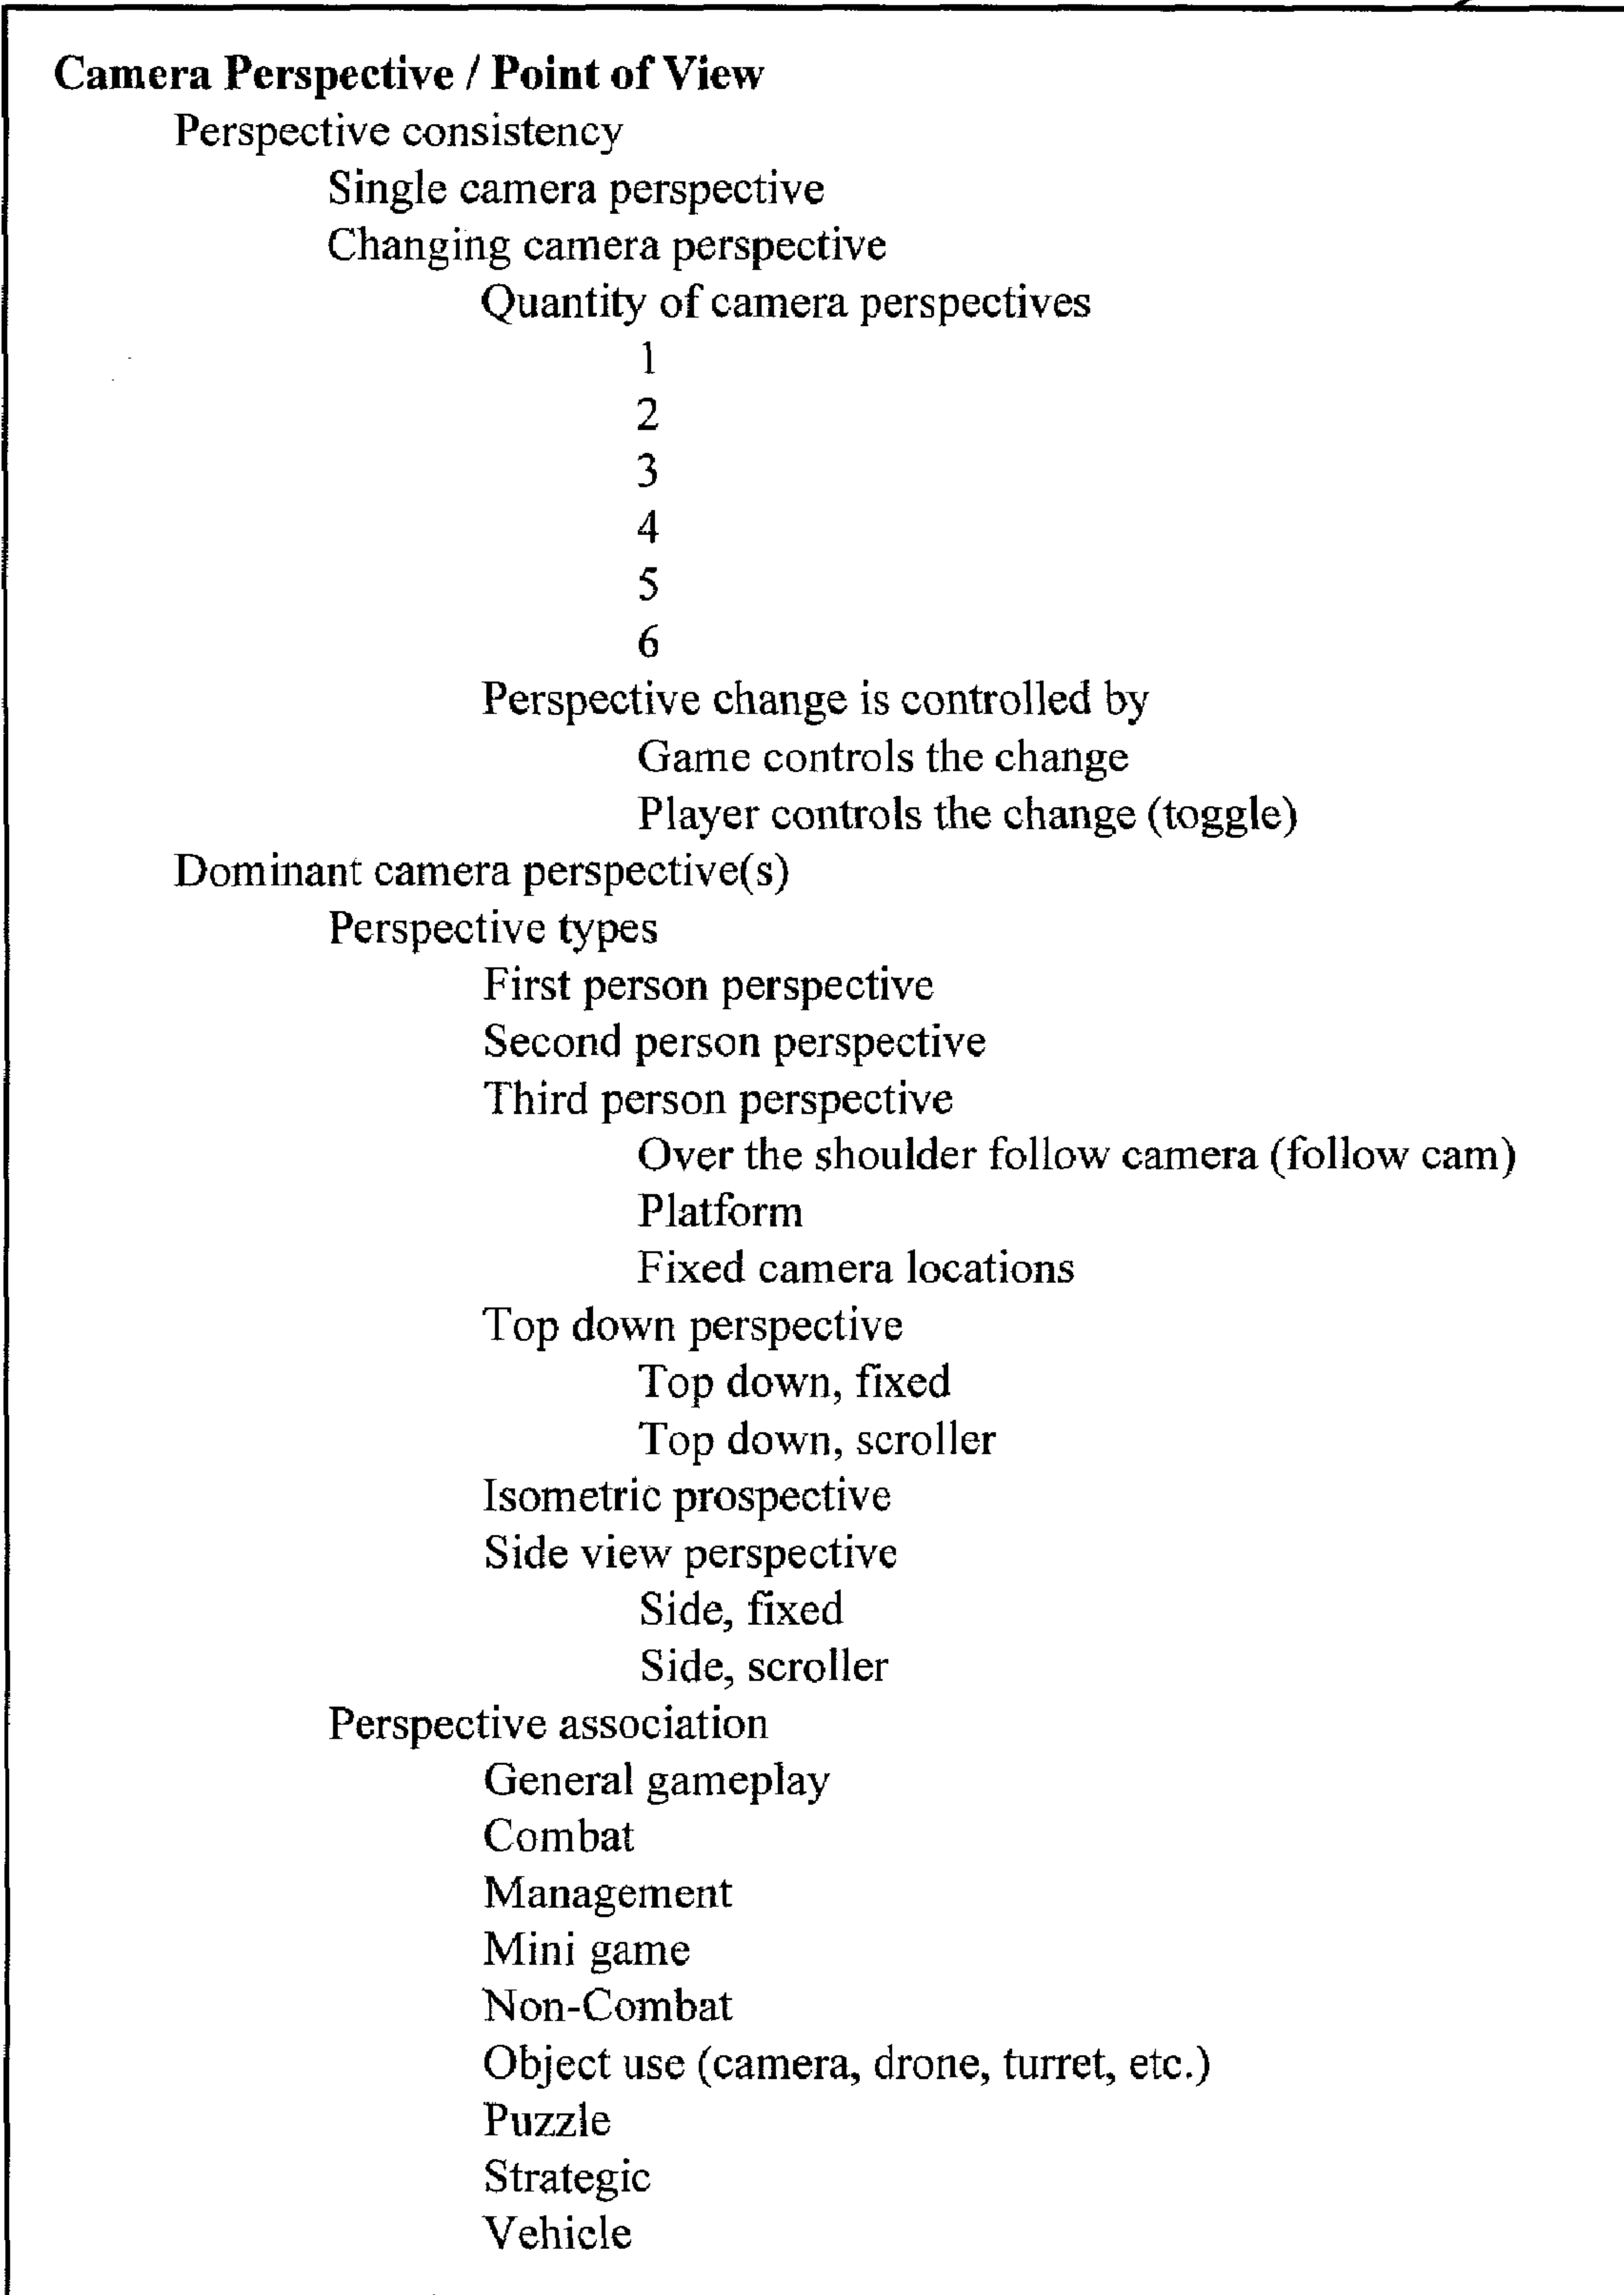 Camera Perspective / Point of View
Perspective consistency
Single camera perspective
Changing camera perspective
Quantity of camera perspectives
1
2
3
4
5
6
Perspective change is controlled by
Game controls the change
Player controls the change (toggle)
Dominant camera perspective(s)
Perspective types
First person perspective
Second person perspective
Third person perspective
Over the shoulder follow camera (follow cam)
Platform
Fixed camera locations
Top down perspective
Top down, fixed
Top down, scroller
Isometric prospective
Side view perspective
Side, fixed
Side, scroller
Perspective association
General gameplay
Combat
Management
Mini game
Non-Combat
Object use (camera, drone, turret, etc.)
Puzzle
Strategic
Vehicle